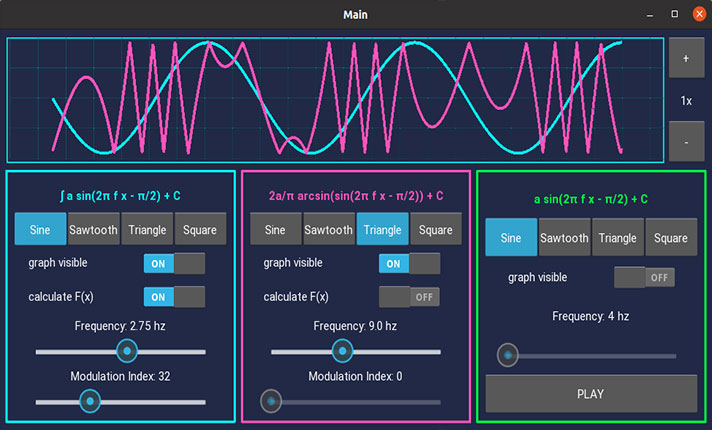 Main
+
1x
-
∫ a sin(2π f x - π/2) + C
Sine Sawtooth Triangle Square
graph visible ON
calculate F(x) ON
Frequency: 2.75 hz
Modulation Index: 32
2a/π arcsin(sin(2π f x - π/2)) + C
Sine Sawtooth Triangle Square
graph visible ON
calculate F(x) OFF
Frequency: 9.0 hz
Modulation Index: 0
a sin(2π f x - π/2) + C
Sine Sawtooth Triangle Square
graph visible OFF
Frequency: 4 hz
PLAY